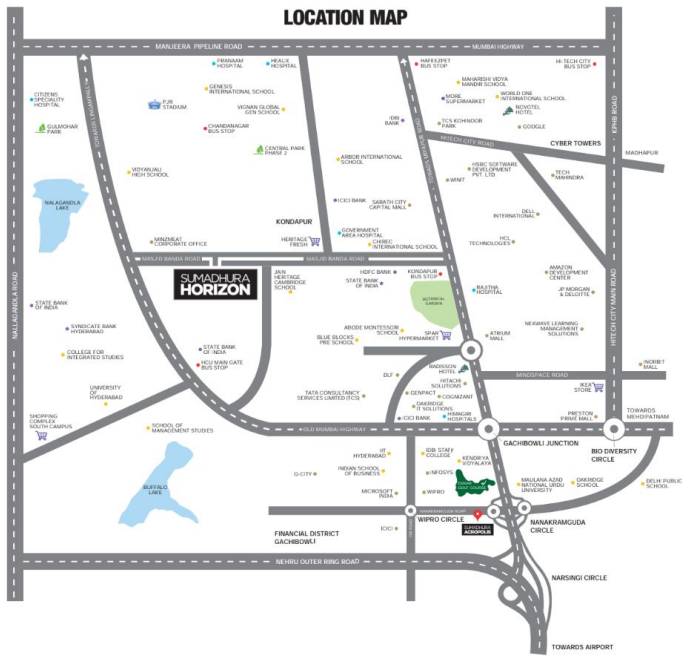 LOCATION MAP
MANJEERA PIPELINE ROAD
MUMBAI HIGHWAY
PRANAAM
HOSPITAL
HEALIX
HOSPITAL
HAFEEZPET
BUS STOP
HI-TECH CITY
BUS STOP
CITIZENS
SPECIALITY
HOSPITAL
GENESIS
INTERNATIONAL SCHOOL
MAHARISHI VIDYA
MANDIR SCHOOL
MORE
SUPERMARKET
WORLD ONE
INTERNATIONAL SCHOOL
PJR
STADIUM
VIGNAN GLOBAL
GEN SCHOOL
NOVOTEL
HOTEL
GULMOHAR
PARK
CHANDANAGAR
BUS STOP
IDBI
BANK
TCS KOHINOOR
PARK
GOOGLE
KPHB ROAD
HITECH CITY ROAD
CYBER TOWERS
MADHAPUR
CENTRAL PARK
PHASE 2
ARBOR INTERNATIONAL
SCHOOL
VIDYANJALI
HIGH SCHOOL
HSBC SOFTWARE
DEVELOPMENT
PVT. LTD
TECH
MAHINDRA
WINIT
NALAGANDLA
LAKE
ICICI BANK
SARATH CITY
CAPITAL MALL
DELL
INTERNATIONAL
KONDAPUR
MINZMEAT
CORPORATE OFFICE
HERITAGE
FRESH
GOVERNMENT
AREA HOSPITAL
CHIREC
INTERNATIONAL SCHOOL
HCL
TECHNOLOGIES
MASJID BANDA ROAD
MASJID BANDA ROAD
SUMADHURA
HORIZON
JAIN
HERITAGE
CAMBRIDGE
SCHOOL
HDFC BANK
STATE BANK
OF INDIA
KONDAPUR
BUS STOP
AMAZON
DEVELOPMENT
CENTER
RAJITHA
HOSPITAL
JP MORGAN
& DELOITTE
BOTANICAL
GARDEN
NALLAGANDLA ROAD
HITECH CITY MAIN ROAD
STATE BANK
OF INDIA
SYNDICATE BANK
HYDERABAD
ABODE MONTESSORI
SCHOOL
BLUE BLOCKS
PRE SCHOOL
SPAR
HYPERMARKET
ATRIUM
MALL
NEXWAVE LEARNING
MANAGEMENT
SOLUTIONS
COLLEGE FOR
INTEGRATED STUDIES
STATE BANK
OF INDIA
HCU MAIN GATE
BUS STOP
RADISSON
HOTEL
INORBIT
MALL
MINDSPACE ROAD
DLF
HITACHI
SOLUTIONS
IKEA
STORE
UNIVERSITY
OF
HYDERABAD
TATA CONSULTANCY
SERVICES LIMITED (TCS)
GENPACT
COGNIZANT
OAKRIDGE
IT SOLUTIONS
SHOPPING
COMPLEX
SOUTH CAMPUS
ICICI BANK
HIMAGIRI
HOSPITALS
PRESTON
PRIME MALL
TOWARDS
MEHDIPATNAM
SCHOOL OF
MANAGEMENT STUDIES
OLD MUMBAI HIGHWAY
GACHIBOWLI JUNCTION
BIO DIVERSITY
CIRCLE
IIT
HYDERABAD
IDB STAFF
COLLEGE
KENDRIYA
VIDYALAYA
INDIAN SCHOOL
OF BUSINESS
Q-CITY
INFOSYS
BUFFALO
LAKE
MICROSOFT
INDIA
WIPRO
MAULANA AZAD
NATIONAL URDU
UNIVERSITY
OAKRIDGE
SCHOOL
DELHI PUBLIC
SCHOOL
NANAKRAMGUDA ROAD
WIPRO CIRCLE
SUMADHURA
ACROPOLIS
NANAKRAMGUDA
CIRCLE
ICICI
FINANCIAL DISTRICT
GACHIBOWLI
NEHRU OUTER RING ROAD
NARSINGI CIRCLE
TOWARDS AIRPORT